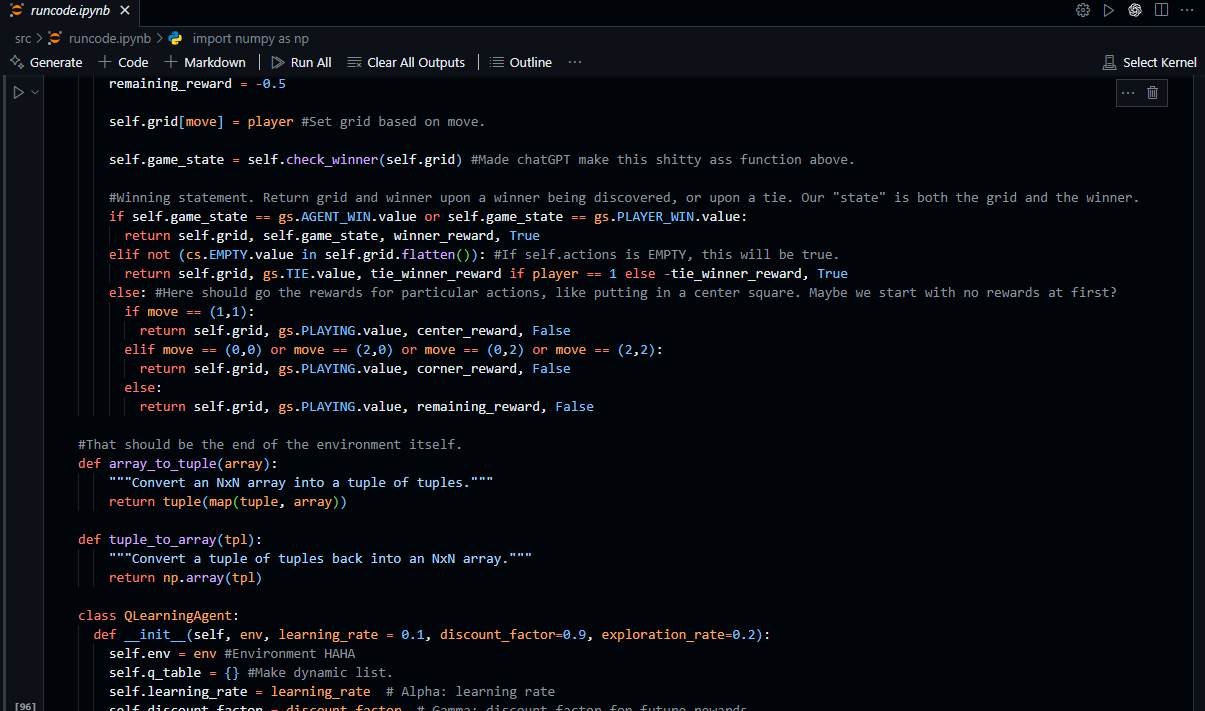 runcode.ipynb
src > runcode.ipynb > import numpy as np
Generate + Code + Markdown | Run All Clear All Outputs | Outline ... Select Kernel
remaining_reward = -0.5
self.grid[move] = player #Set grid based on move.
self.game_state = self.check_winner(self.grid) #Made chatGPT make this shitty ass function above.
#Winning statement. Return grid and winner upon a winner being discovered, or upon a tie. Our "state" is both the grid and the winner.
if self.game_state == gs.AGENT_WIN.value or self.game_state == gs.PLAYER_WIN.value:
return self.grid, self.game_state, winner_reward, True
elif not (cs.EMPTY.value in self.grid.flatten()): #If self.actions is EMPTY, this will be true.
return self.grid, gs.TIE.value, tie_winner_reward if player == 1 else -tie_winner_reward, True
else: #Here should go the rewards for particular actions, like putting in a center square. Maybe we start with no rewards at first?
if move == (1,1):
return self.grid, gs.PLAYING.value, center_reward, False
elif move == (0,0) or move == (2,0) or move == (0,2) or move == (2,2):
return self.grid, gs.PLAYING.value, corner_reward, False
else:
return self.grid, gs.PLAYING.value, remaining_reward, False
#That should be the end of the environment itself.
def array_to_tuple(array):
"""Convert an NxN array into a tuple of tuples."""
return tuple(map(tuple, array))
def tuple_to_array(tpl):
"""Convert a tuple of tuples back into an NxN array."""
return np.array(tpl)
class QLearningAgent:
def __init__(self, env, learning_rate = 0.1, discount_factor=0.9, exploration_rate=0.2):
self.env = env #Environment HAHA
self.q_table = {} #Make dynamic list.
self.learning_rate = learning_rate # Alpha: learning rate
self.discount_factor = discount_factor # Gamma: discount factor for future rewards
[96]